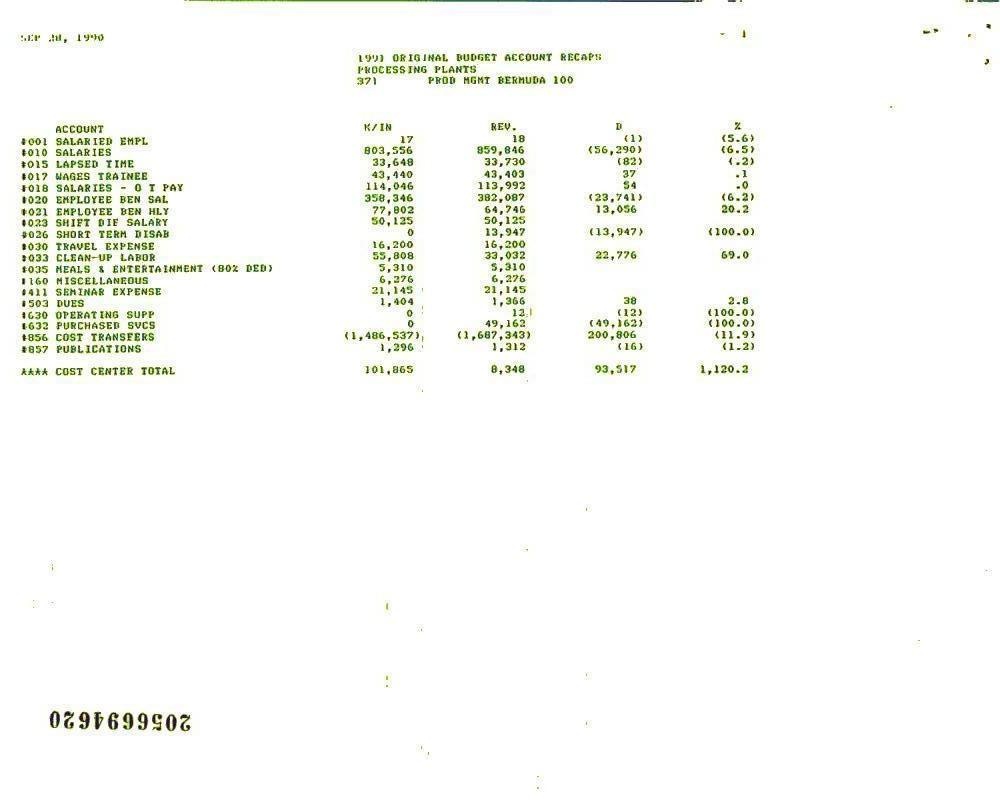 SEP 28, 1990
1991 ORIGINAL BUDGET ACCOUNT RECAPS
PROCESSING PLANTS
371 PROD MGMT BERMUDA 100
ACCOUNT K/IN REV. D %
#001 SALARIED EMPL 17 18 (1) (5.6)
#010 SALARIES 803,556 859,846 (56,290) (6.5)
#015 LAPSED TIME 33,648 33,730 (82) (.2)
#017 WAGES TRAINEE 43,440 43,403 37 .1
#018 SALARIES - O T PAY 114,046 113,992 54 .0
#020 EMPLOYEE BEN SAL 358,346 382,087 (23,741) (6.2)
#021 EMPLOYEE BEN HLY 77,802 64,746 13,056 20.2
#023 SHIFT DIF SALARY 50,125 50,125
#026 SHORT TERM DISAB 0 13,947 (13,947) (100.0)
#030 TRAVEL EXPENSE 16,200 16,200
#033 CLEAN-UP LABOR 55,808 33,032 22,776 69.0
#035 MEALS & ENTERTAINMENT (80% DED) 5,310 5,310
#160 MISCELLANEOUS 6,276 6,276
#411 SEMINAR EXPENSE 21,145 21,145
#503 DUES 1,404 1,366 38 2.8
#630 OPERATING SUPP 0 12 (12) (100.0)
#632 PURCHASED SVCS 0 49,162 (49,162) (100.0)
#856 COST TRANSFERS (1,486,537) (1,687,343) 200,806 (11.9)
#857 PUBLICATIONS 1,296 1,312 (16) (1.2)
**** COST CENTER TOTAL 101,865 8,348 93,517 1,120.2
2056694620